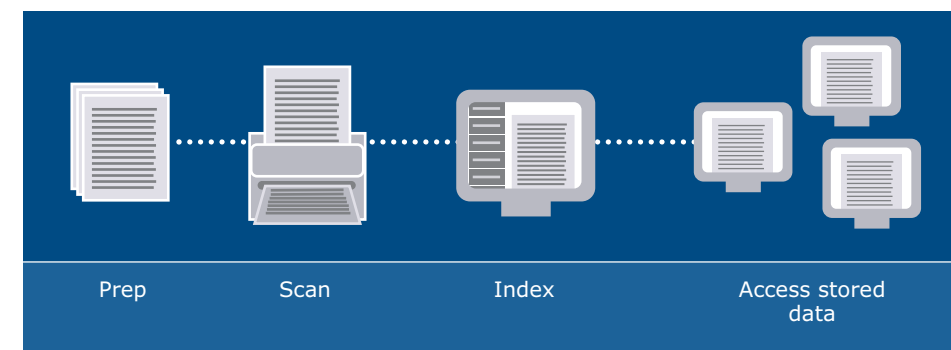 Prep
Scan
Index
Access stored
data